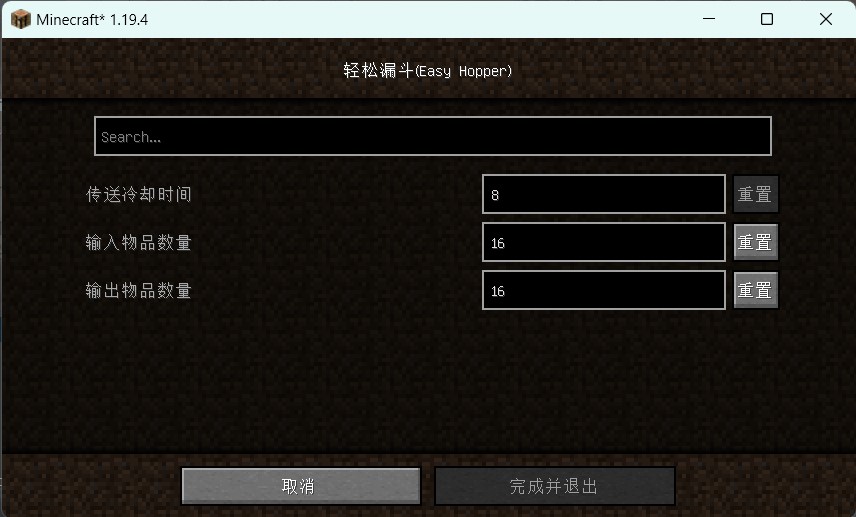 Minecraft* 1.19.4
轻松漏斗(Easy Hopper)
Search...
传送冷却时间 8 重置
输入物品数量 16 重置
输出物品数量 16 重置
取消 完成并退出